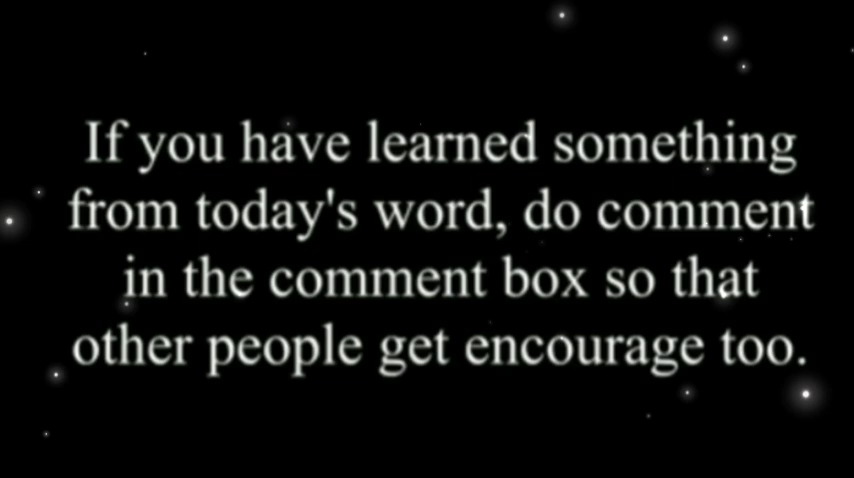 If you have learned something
from today's word, do comment
in the comment box so that
other people get encourage too.